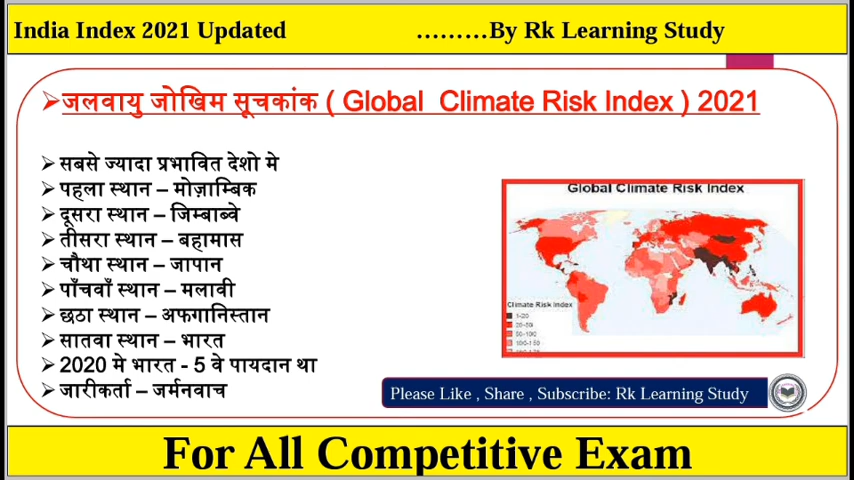 India Index 2021 Updated ………By Rk Learning Study
➢जलवायु जोखिम सूचकांक ( Global Climate Risk Index ) 2021
➢सबसे ज्यादा प्रभावित देशो मे
➢पहला स्थान – मोज़ाम्बिक
➢दूसरा स्थान – जिम्बाब्वे
➢तीसरा स्थान – बहामास
➢चौथा स्थान – जापान
➢पाँचवाँ स्थान – मलावी
➢छठा स्थान – अफगानिस्तान
➢सातवा स्थान – भारत
➢2020 मे भारत - 5 वे पायदान था
➢जारीकर्ता – जर्मनवाच
Global Climate Risk Index
Climate Risk Index
1-20
Please Like , Share , Subscribe: Rk Learning Study
For All Competitive Exam